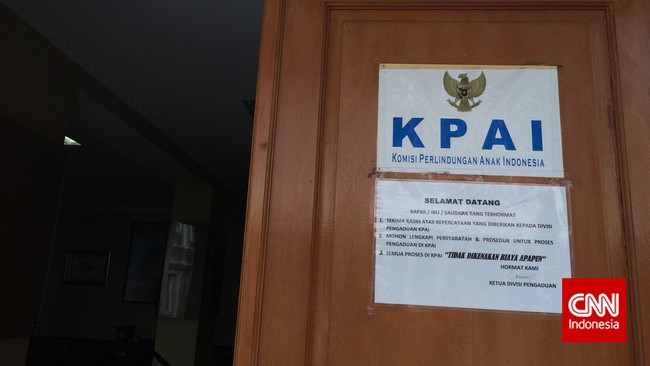 KPAI
KOMISI PERLINDUNGAN ANAK INDONESIA
SELAMAT DATANG
BAPAK / IBU / SAUDARA YANG TERHORMAT
1. TERIMA KASIH ATAS KEPERCAYAAN YANG DIBERIKAN KEPADA DIVISI
PENGADUAN KPAI
2. MOHON LENGKAPI PERSYARATAN & PROSEDUR UNTUK PROSES
PENGADUAN DI KPAI
3. SEMUA PROSES DI KPAI "TIDAK DIKENAKAN BIAYA APAPUN"
HORMAT KAMI
KETUA DIVISI PENGADUAN
CNN
Indonesia